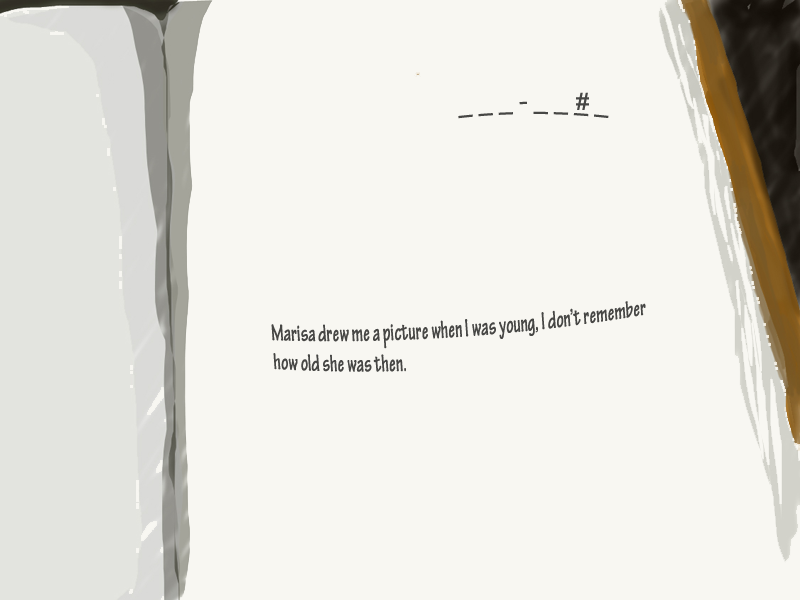 _ _ _ - _ _ # _
Marisa drew me a picture when I was young, I don't remember
how old she was then.